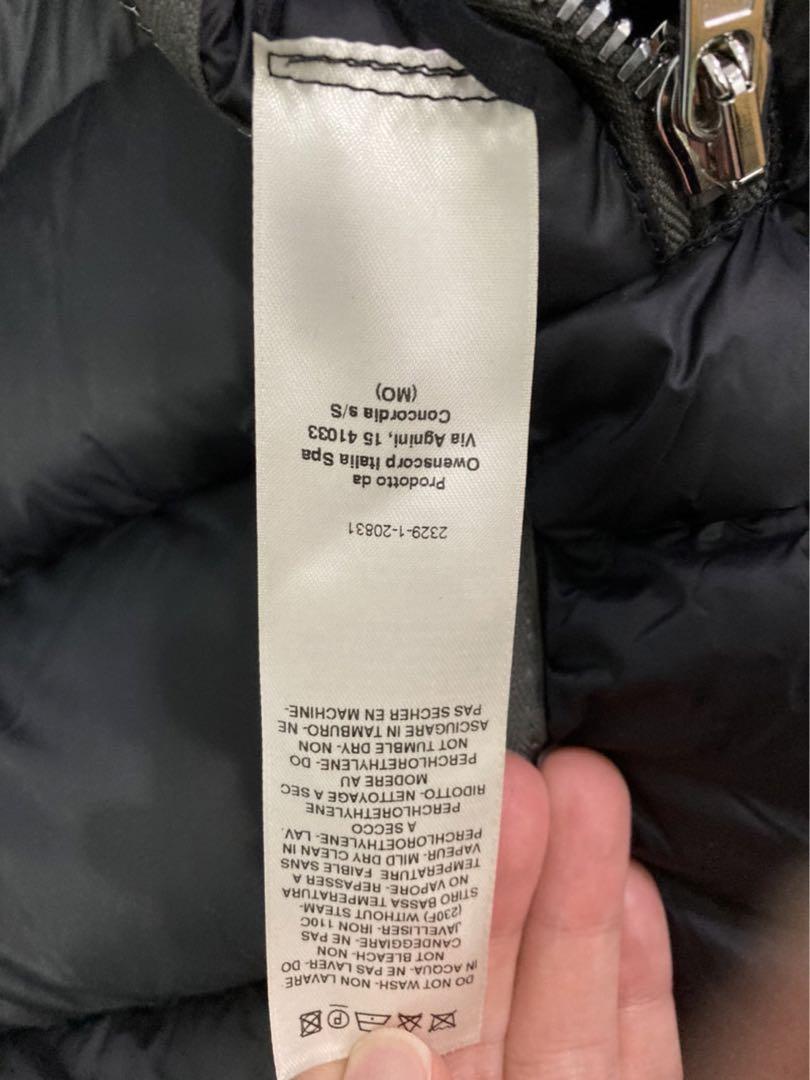 DO NOT WASH- NON LAVARE
IN ACQUA- NE PAS LAVER- DO
NOT BLEACH- NON
CANDEGGIARE- NE PAS
JAVELLISER- IRON 110C
(230F) WITHOUT STEAM-
STIRO BASSA TEMPERATURA
NO VAPORE- REPASSER A
TEMPERATURE FAIBLE SANS
VAPEUR- MILD DRY CLEAN IN
PERCHLOROETHYLENE- LAV.
A SECCO
PERCHLORETHYLENE
RIDOTTO- NETTOYAGE A SEC
MODERE AU
PERCHLORETHYLENE- DO
NOT TUMBLE DRY- NON
ASCIUGARE IN TAMBURO- NE
PAS SECHER EN MACHINE-
2329-1-20831
Prodotto da
Owenscorp Italia Spa
Via Agnini, 15 41033
Concordia s/S
(MO)